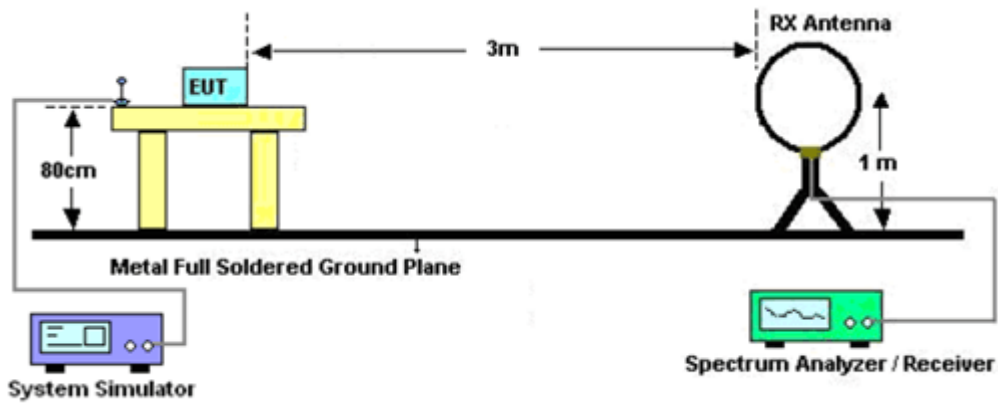 RX Antenna
3m
EUT
80cm
1 m
Metal Full Soldered Ground Plane
System Simulator
Spectrum Analyzer / Receiver